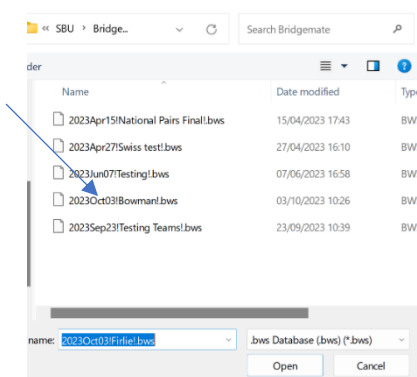 « SBU › Bridge... Search Bridgemate
der
Name Date modified Type
2023Apr15!National Pairs Final!.bws 15/04/2023 17:43 BW
2023Apr27!Swiss test!.bws 27/04/2023 16:10 BW
2023Jun07!Testing!.bws 07/06/2023 16:58 BW
2023Oct03!Bowman!.bws 03/10/2023 10:26 BW
2023Sep23!Testing Teams!.bws 23/09/2023 10:39 BW
name: 2023Oct03!Firlie!.bws .bws Database (.bws) (*.bws)
Open Cancel